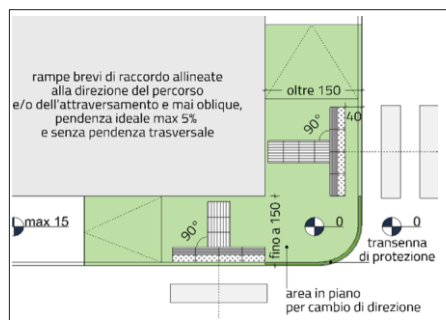 rampe brevi di raccordo allineate
alla direzione del percorso
e/o dell'attraversamento e mai oblique,
pendenza ideale max 5%
e senza pendenza trasversale
oltre 150
40
90°
90°
max 15
fino a 150
0
0
transenna
di protezione
area in piano
per cambio di direzione